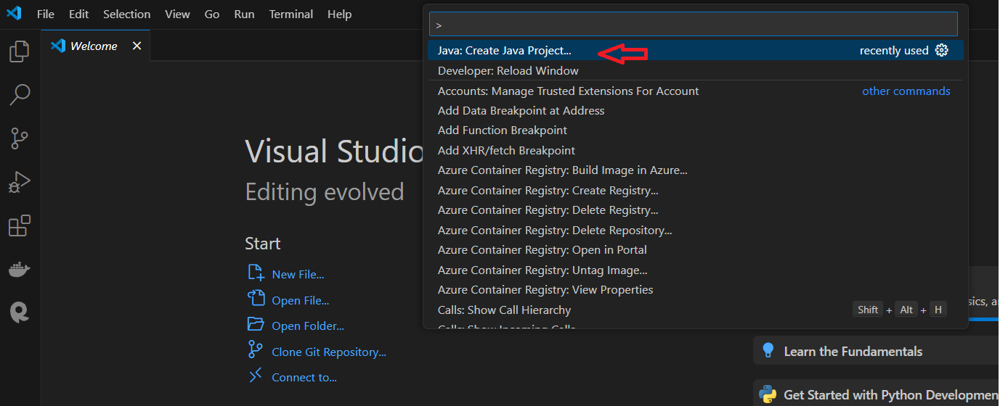 File Edit Selection View Go Run Terminal Help
>
Welcome
Java: Create Java Project... recently used
Developer: Reload Window
Accounts: Manage Trusted Extensions For Account other commands
Add Data Breakpoint at Address
Add Function Breakpoint
Add XHR/fetch Breakpoint
Azure Container Registry: Build Image in Azure...
Azure Container Registry: Create Registry...
Azure Container Registry: Delete Registry...
Azure Container Registry: Delete Repository...
Azure Container Registry: Open in Portal
Azure Container Registry: Untag Image...
Azure Container Registry: View Properties
Calls: Show Call Hierarchy Shift + Alt + H
Visual Studio
Editing evolved
Start
New File...
Open File...
Open Folder...
Clone Git Repository...
Connect to...
Learn the Fundamentals
Get Started with Python Developmen